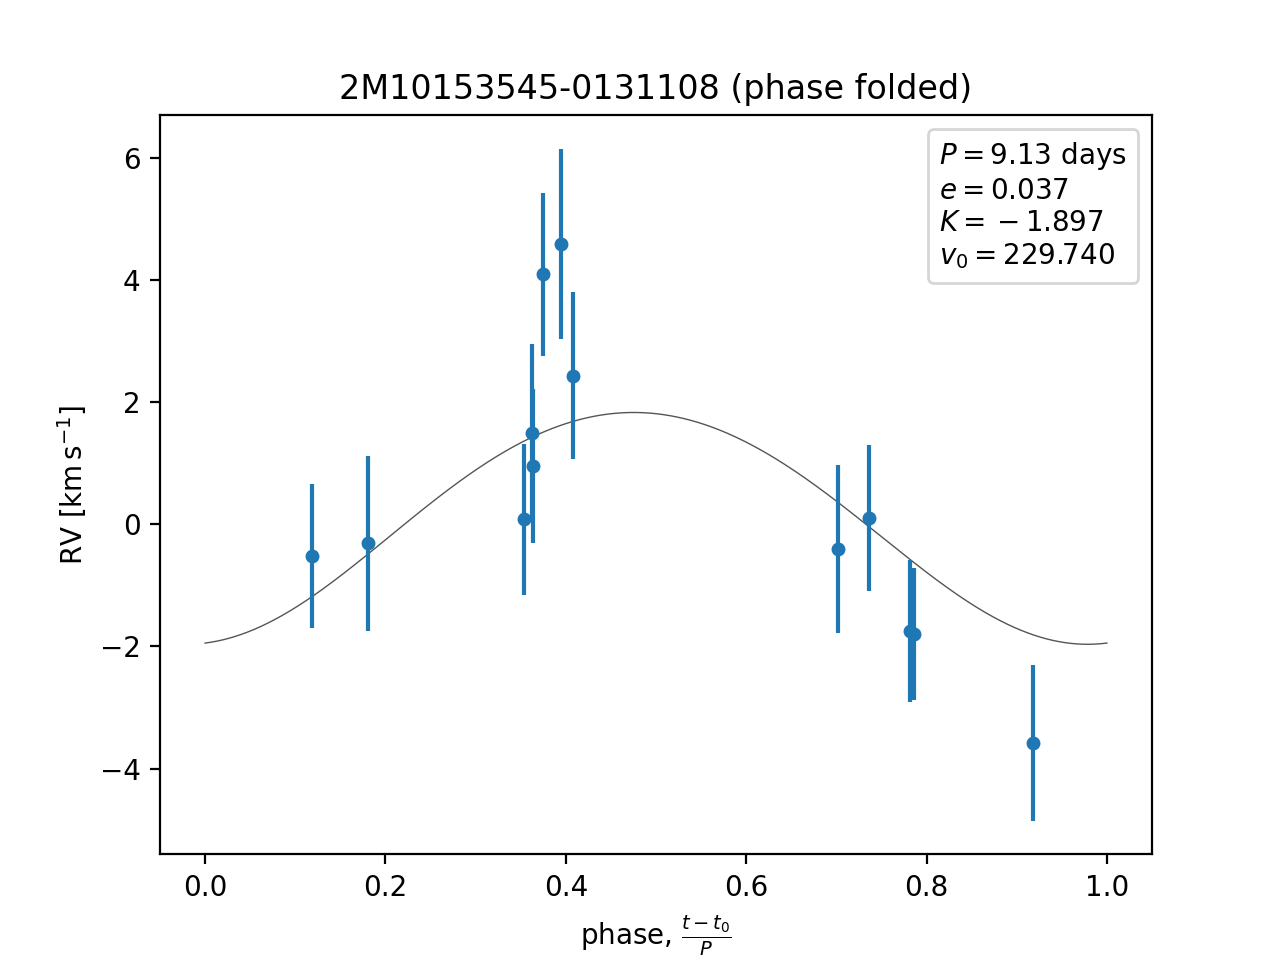 2M10153545-0131108 (phase folded)
P = 9.13 days
e = 0.037
K = −1.897
v₀ = 229.740
RV [km s⁻¹]
6
4
2
0
−2
−4
0.0 0.2 0.4 0.6 0.8 1.0
phase, (t − t₀)/P